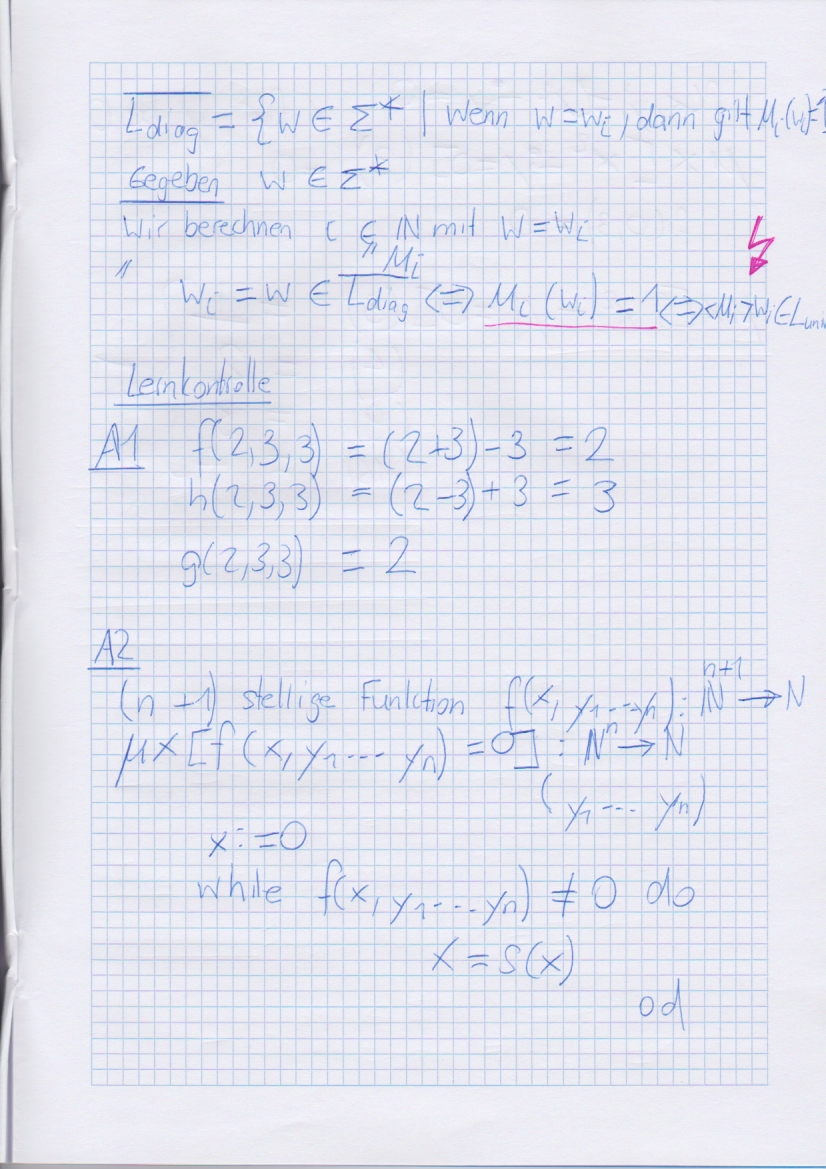 L̅d̅i̅a̅g̅ = {w ∈ Σ* | wenn w=wi, dann gilt Mi(wi)=1
Gegeben w ∈ Σ*
Wir berechnen i ∈ ℕ mit w = wi
" " Mi
wi = w ∈ L̅d̅i̅a̅g̅ <=> Mi(wi) = 1 <=> <Mi>wi ∈ Luni
Lernkontrolle
A1 f(2,3,3) = (2+3)-3 = 2
h(2,3,3) = (2-3)+3 = 3
g(2,3,3) = 2
A2
(n+1) stellige Funktion f(x, y1...yn): ℕ^n+1 → ℕ
μx[f(x, y1...yn) = 0] : ℕ^n → ℕ
(y1...yn)
x:=0
while f(x, y1...yn) ≠ 0 do
x = S(x)
od